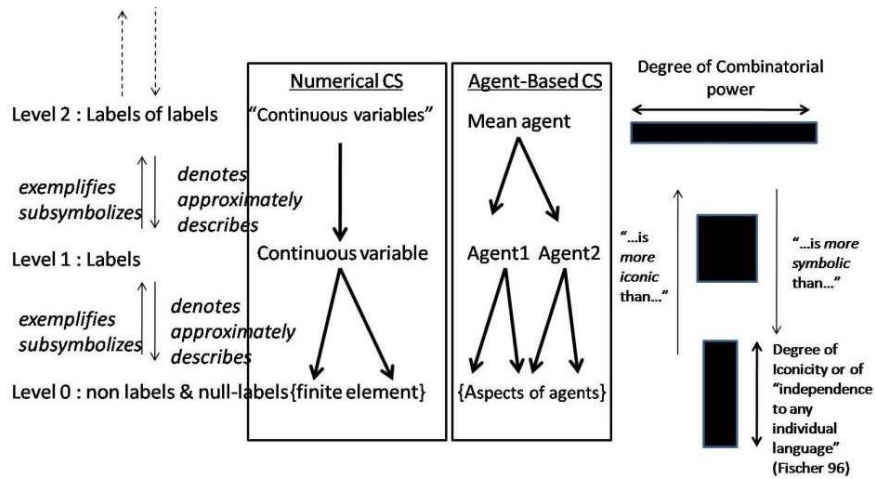 Numerical CS
Agent-Based CS
Degree of Combinatorial
power
Level 2 : Labels of labels
"Continuous variables"
Mean agent
exemplifies
subsymbolizes
denotes
approximately
describes
"...is
more
iconic
than..."
"...is more
symbolic
than..."
Level 1 : Labels
Continuous variable
Agent1
Agent2
exemplifies
subsymbolizes
denotes
approximately
describes
Level 0 : non labels & null-labels
{finite element}
{Aspects of agents}
Degree of
Iconicity or of
"independence
to any
individual
language"
(Fischer 96)